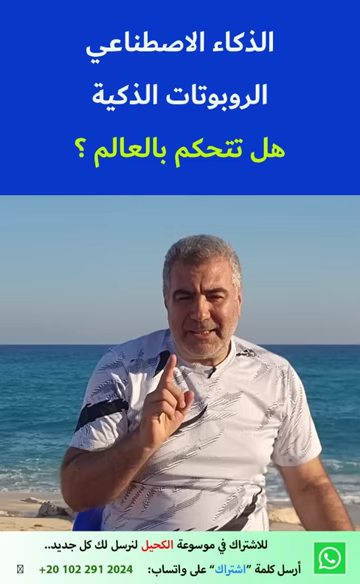 الذكاء الاصطناعي
الروبوتات الذكية
هل تتحكم بالعالم ؟
للاشتراك في موسوعة الكحيل لنرسل لك كل جديد..
أرسل كلمة "اشتراك" على واتساب: +20 102 291 2024